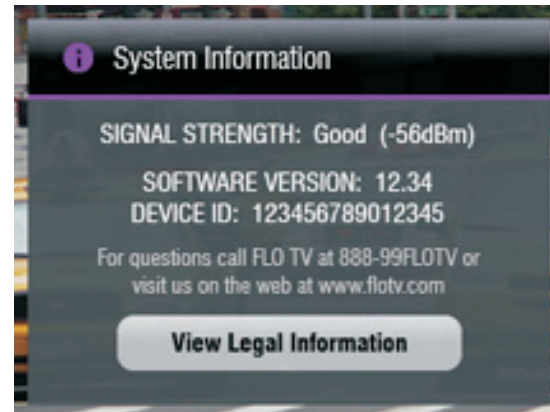 System Information
SIGNAL STRENGTH: Good (-56dBm)
SOFTWARE VERSION: 12.34
DEVICE ID: 123456789012345
For questions call FLO TV at 888-99FLOTV or
visit us on the web at www.flotv.com
View Legal Information